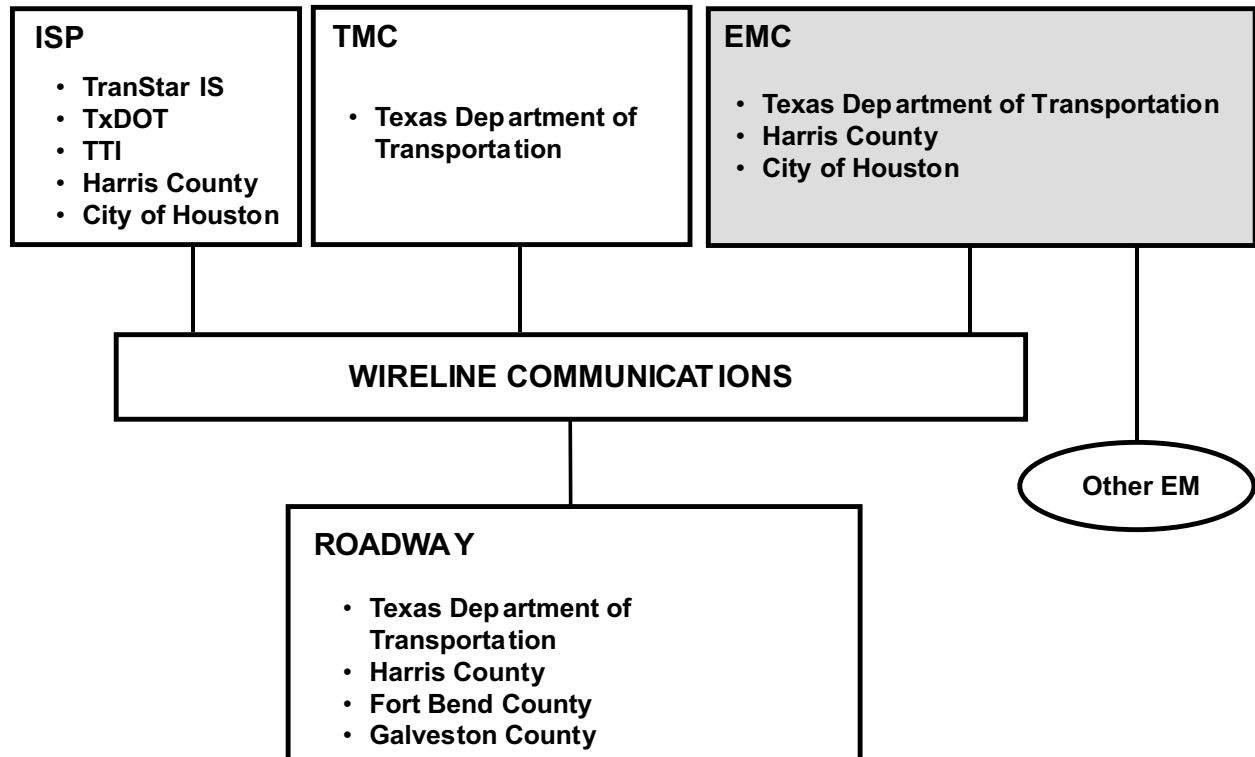 ISP
• TranStar IS
• TxDOT
• TTI
• Harris County
• City of Houston
TMC
• Texas Department of
Transportation
EMC
• Texas Department of Transportation
• Harris County
• City of Houston
WIRELINE COMMUNICATIONS
Other EM
ROADWAY
• Texas Department of
Transportation
• Harris County
• Fort Bend County
• Galveston County